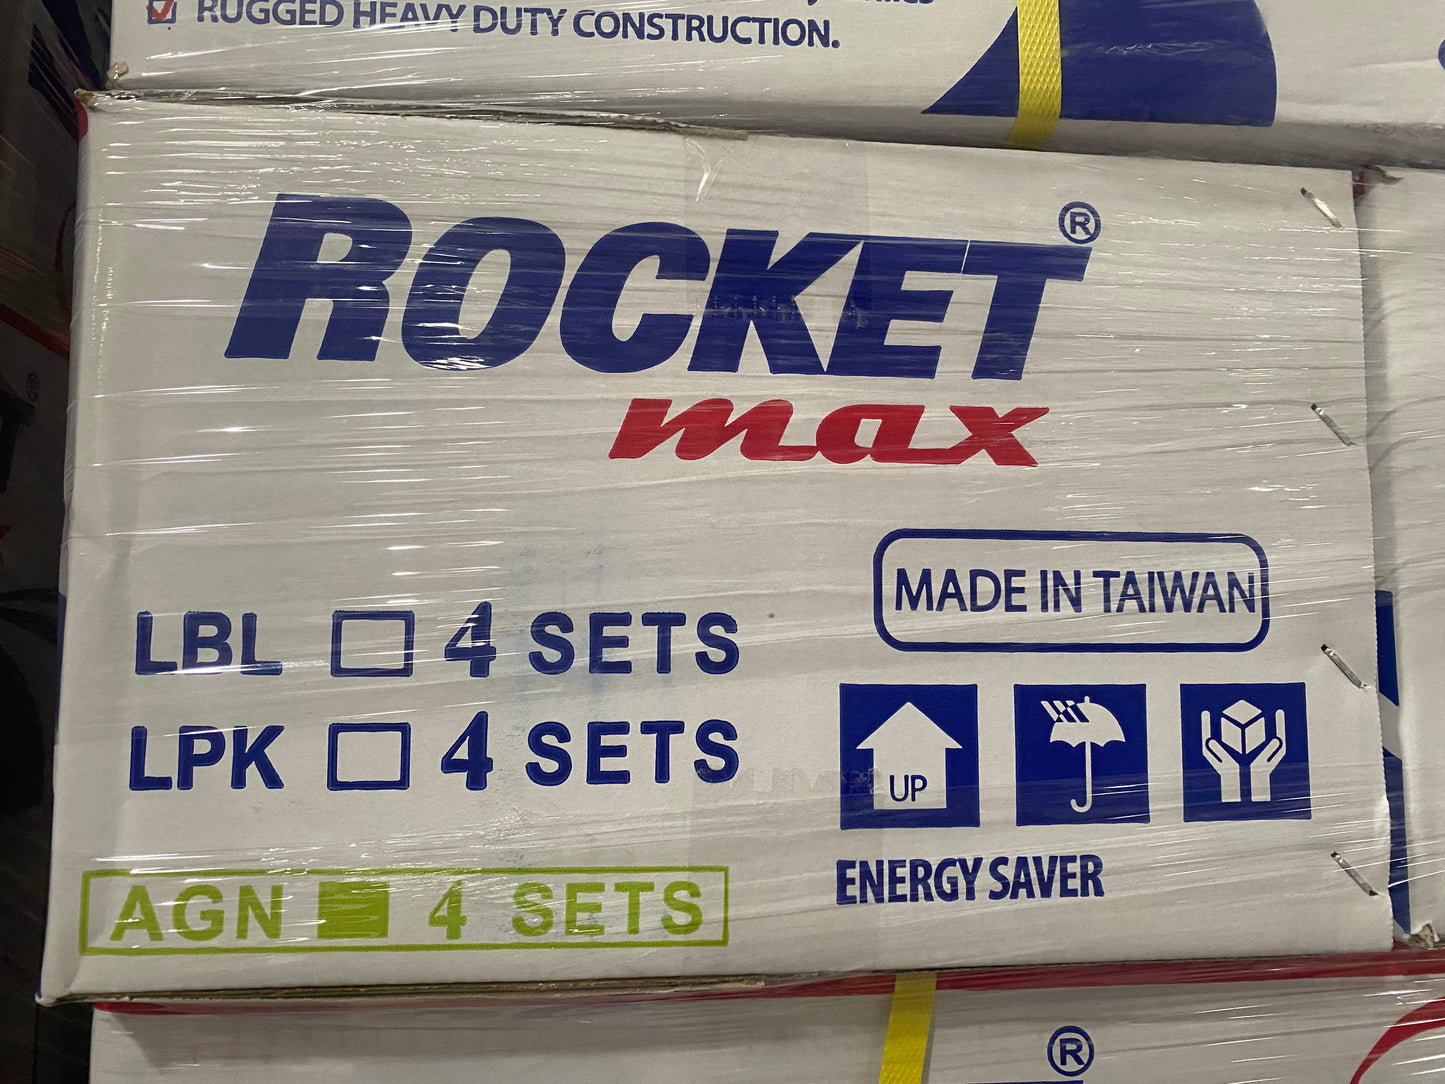 RUGGED HEAVY DUTY CONSTRUCTION.
ROCKET®
max
MADE IN TAIWAN
LBL 4 SETS
LPK 4 SETS
UP
AGN 4 SETS
ENERGY SAVER
®